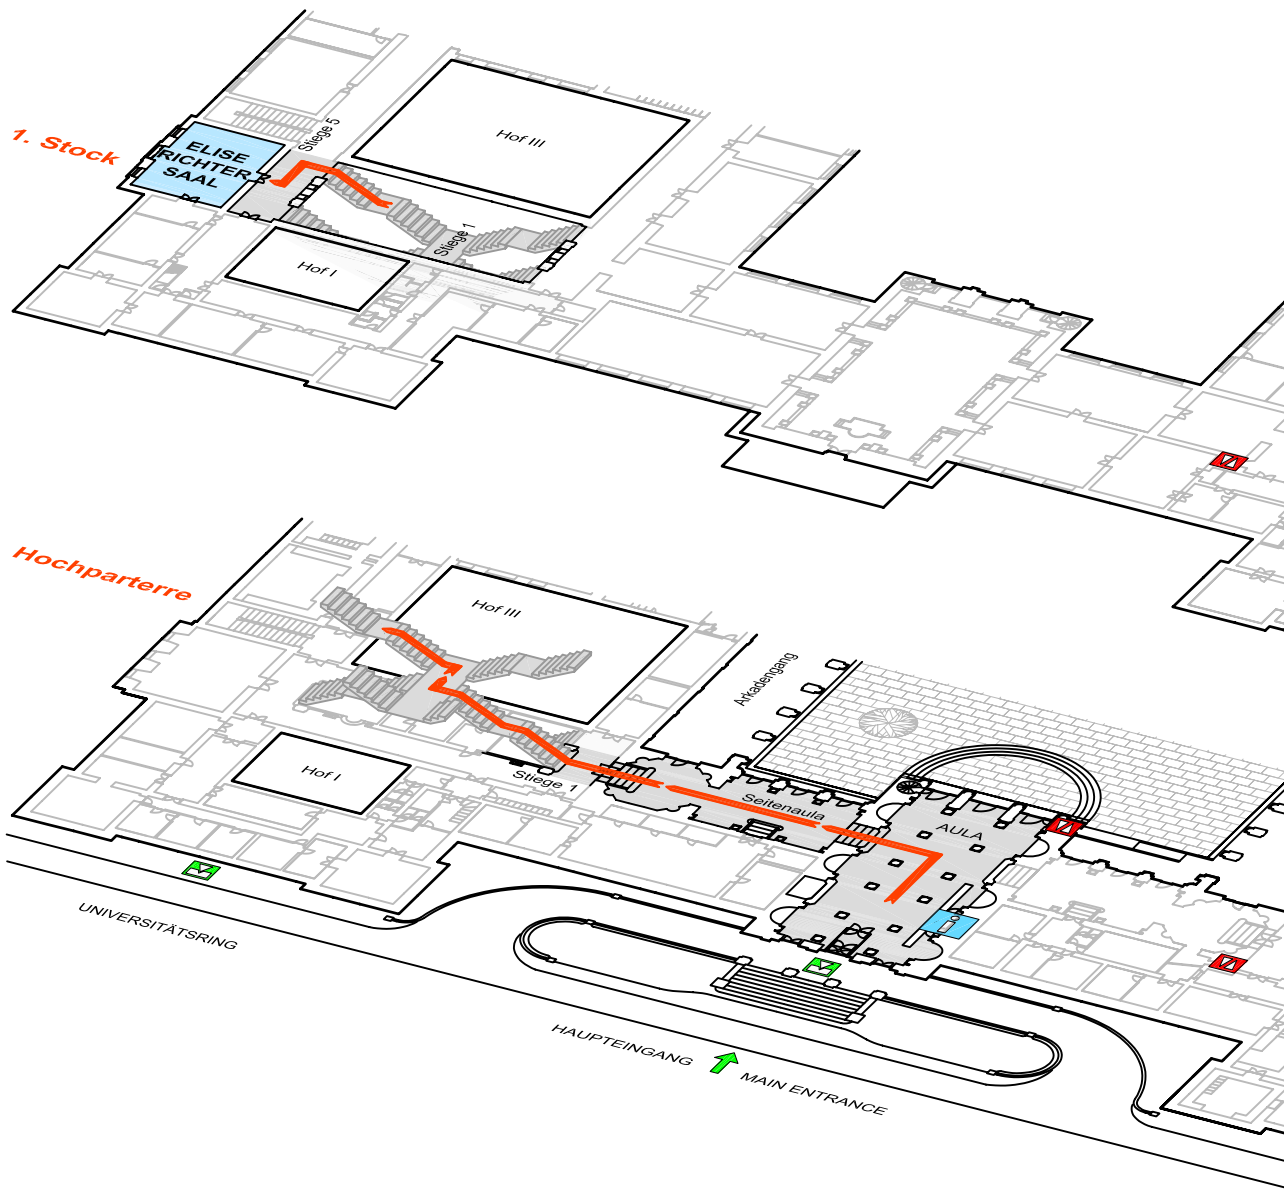 1. Stock
ELISE
RICHTER
SAAL
Stiege 5
Hof III
Stiege 1
Hof I
Hochparterre
Hof III
Arkadengang
Hof I
Stiege 1
Seitenaula
AULA
i
UNIVERSITÄTSRING
HAUPTEINGANG
MAIN ENTRANCE